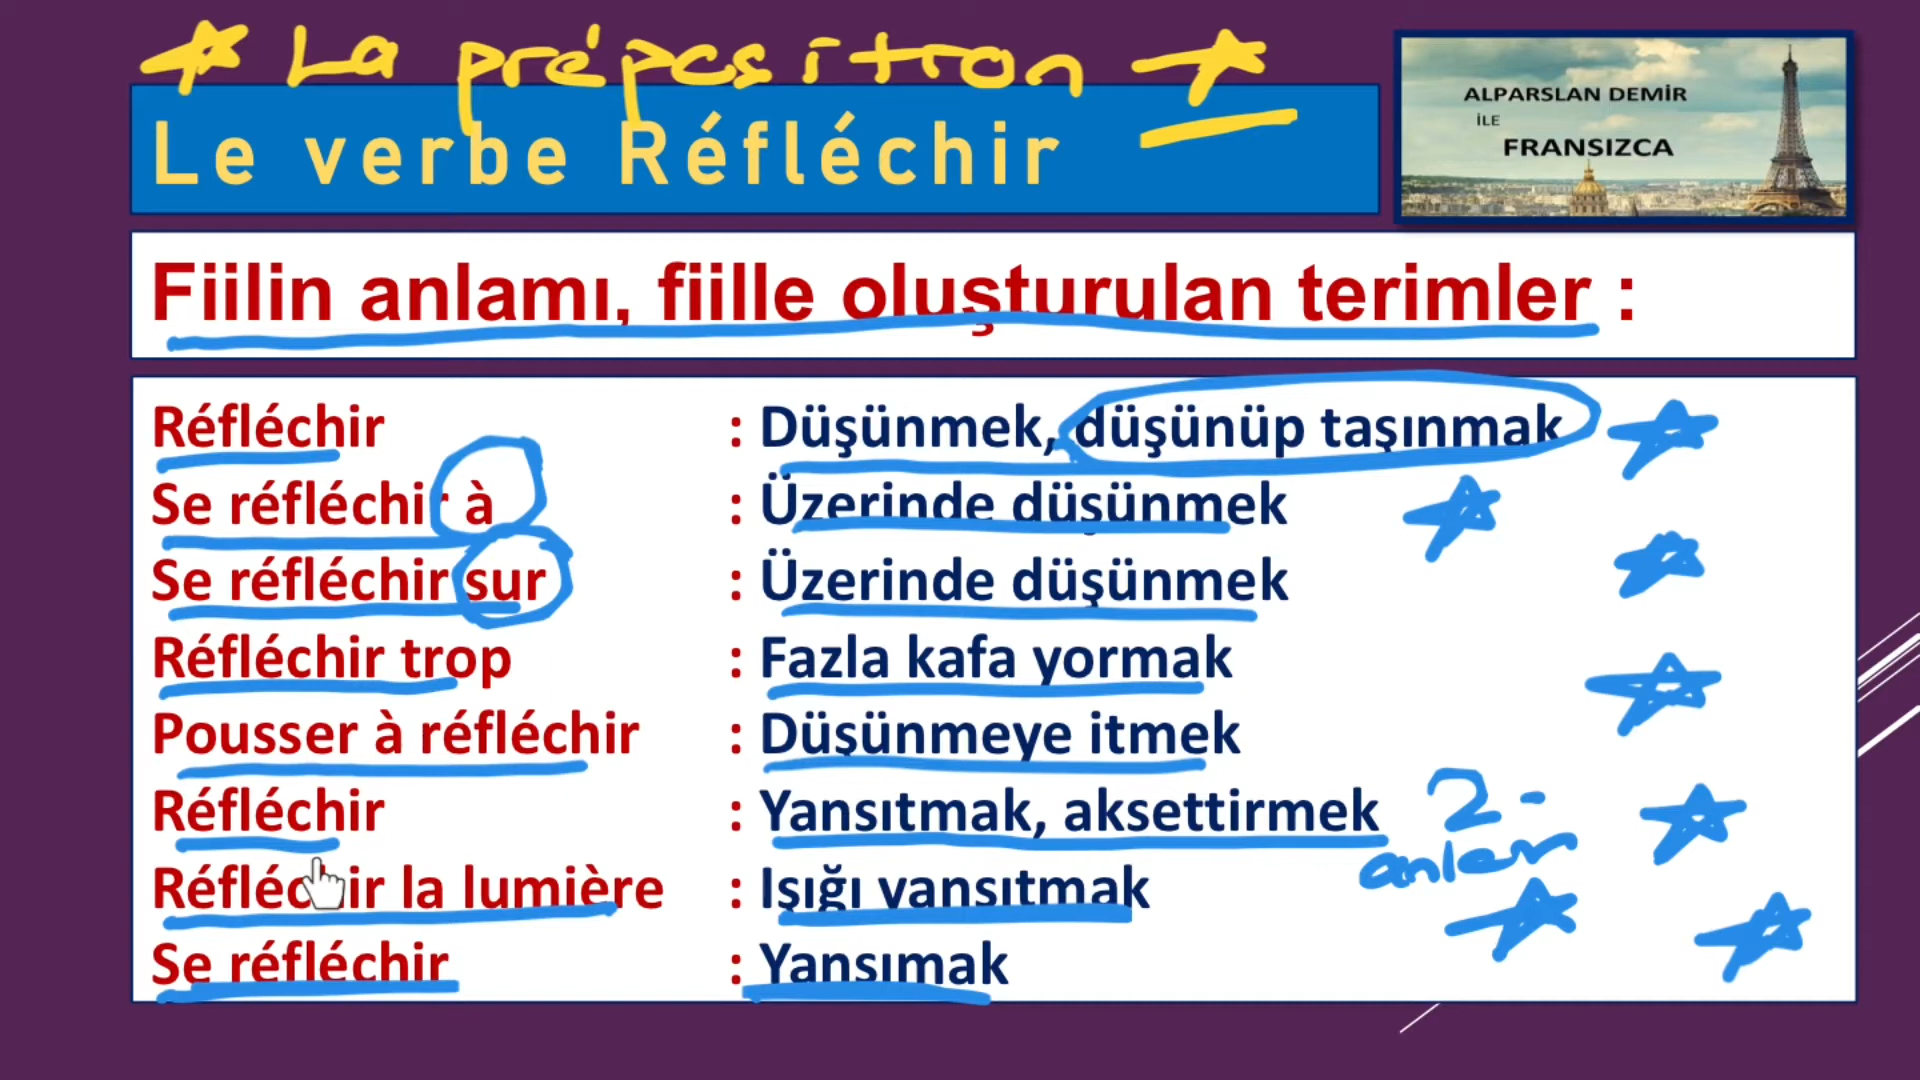 La préposition
Le verbe Réfléchir
ALPARSLAN DEMİR
İLE
FRANSIZCA
Fiilin anlamı, fiille oluşturulan terimler :
Réfléchir : Düşünmek, düşünüp taşınmak
Se réfléchir à : Üzerinde düşünmek
Se réfléchir sur : Üzerinde düşünmek
Réfléchir trop : Fazla kafa yormak
Pousser à réfléchir : Düşünmeye itmek
Réfléchir : Yansıtmak, aksettirmek 2-
anlam
Réfléchir la lumière : Işığı yansıtmak
Se réfléchir : Yansımak